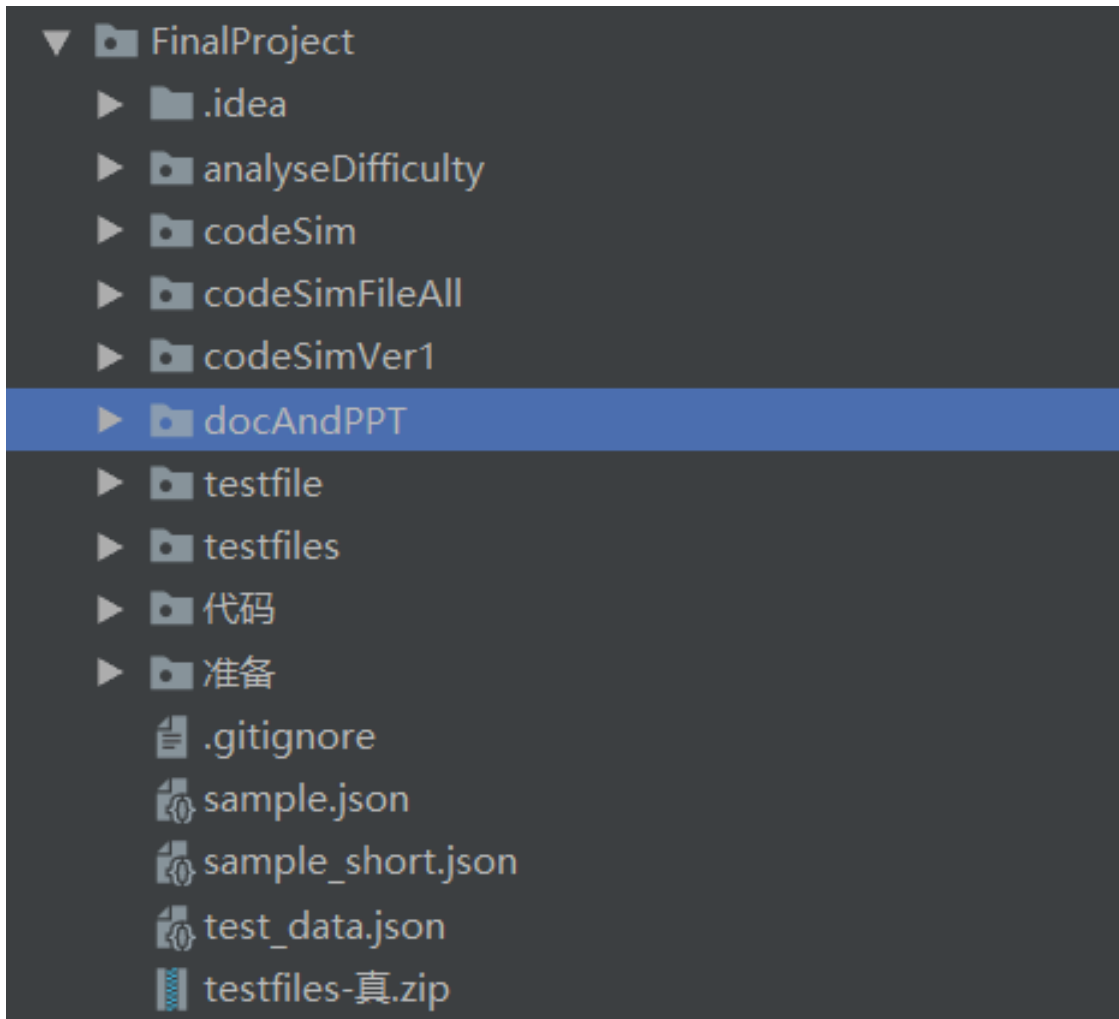 FinalProject
.idea
analyseDifficulty
codeSim
codeSimFileAll
codeSimVer1
docAndPPT
testfile
testfiles
代码
准备
.gitignore
sample.json
sample_short.json
test_data.json
testfiles-真.zip